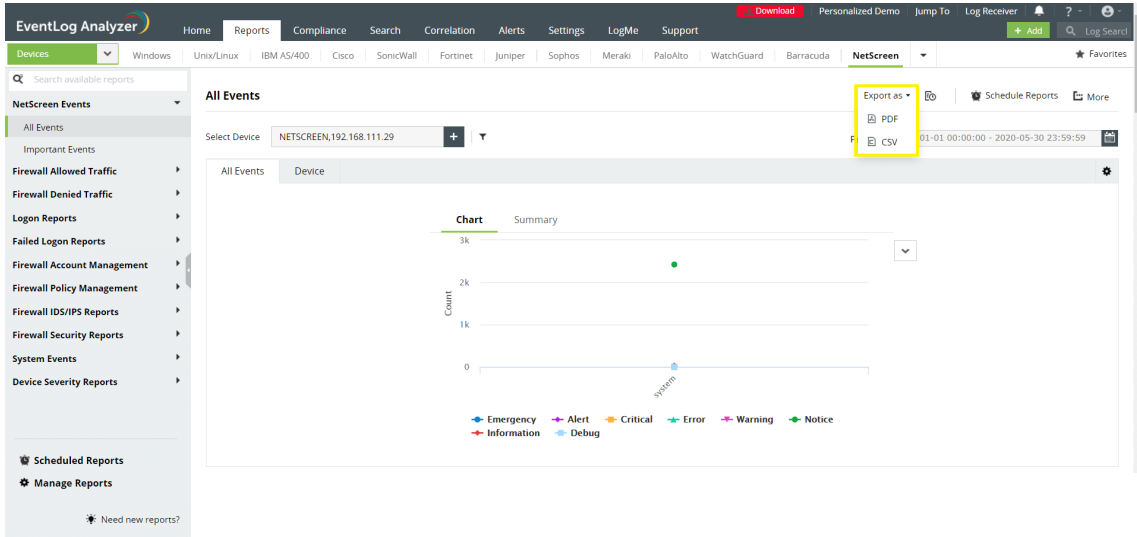 Download Personalized Demo Jump To Log Receiver ?
EventLog Analyzer
Home Reports Compliance Search Correlation Alerts Settings LogMe Support
+ Add Log Search
Devices Windows Unix/Linux IBM AS/400 Cisco SonicWall Fortinet Juniper Sophos Meraki PaloAlto WatchGuard Barracuda NetScreen Favorites
Search available reports
NetScreen Events
All Events
Important Events
Firewall Allowed Traffic
Firewall Denied Traffic
Logon Reports
Failed Logon Reports
Firewall Account Management
Firewall Policy Management
Firewall IDS/IPS Reports
Firewall Security Reports
System Events
Device Severity Reports
Scheduled Reports
Manage Reports
Need new reports?
All Events
Export as
PDF
CSV
Schedule Reports More
Select Device NETSCREEN,192.168.111.29 +
01-01 00:00:00 - 2020-05-30 23:59:59
All Events Device
Chart Summary
3k
2k
1k
0
Count
system
Emergency Alert Critical Error Warning Notice
Information Debug